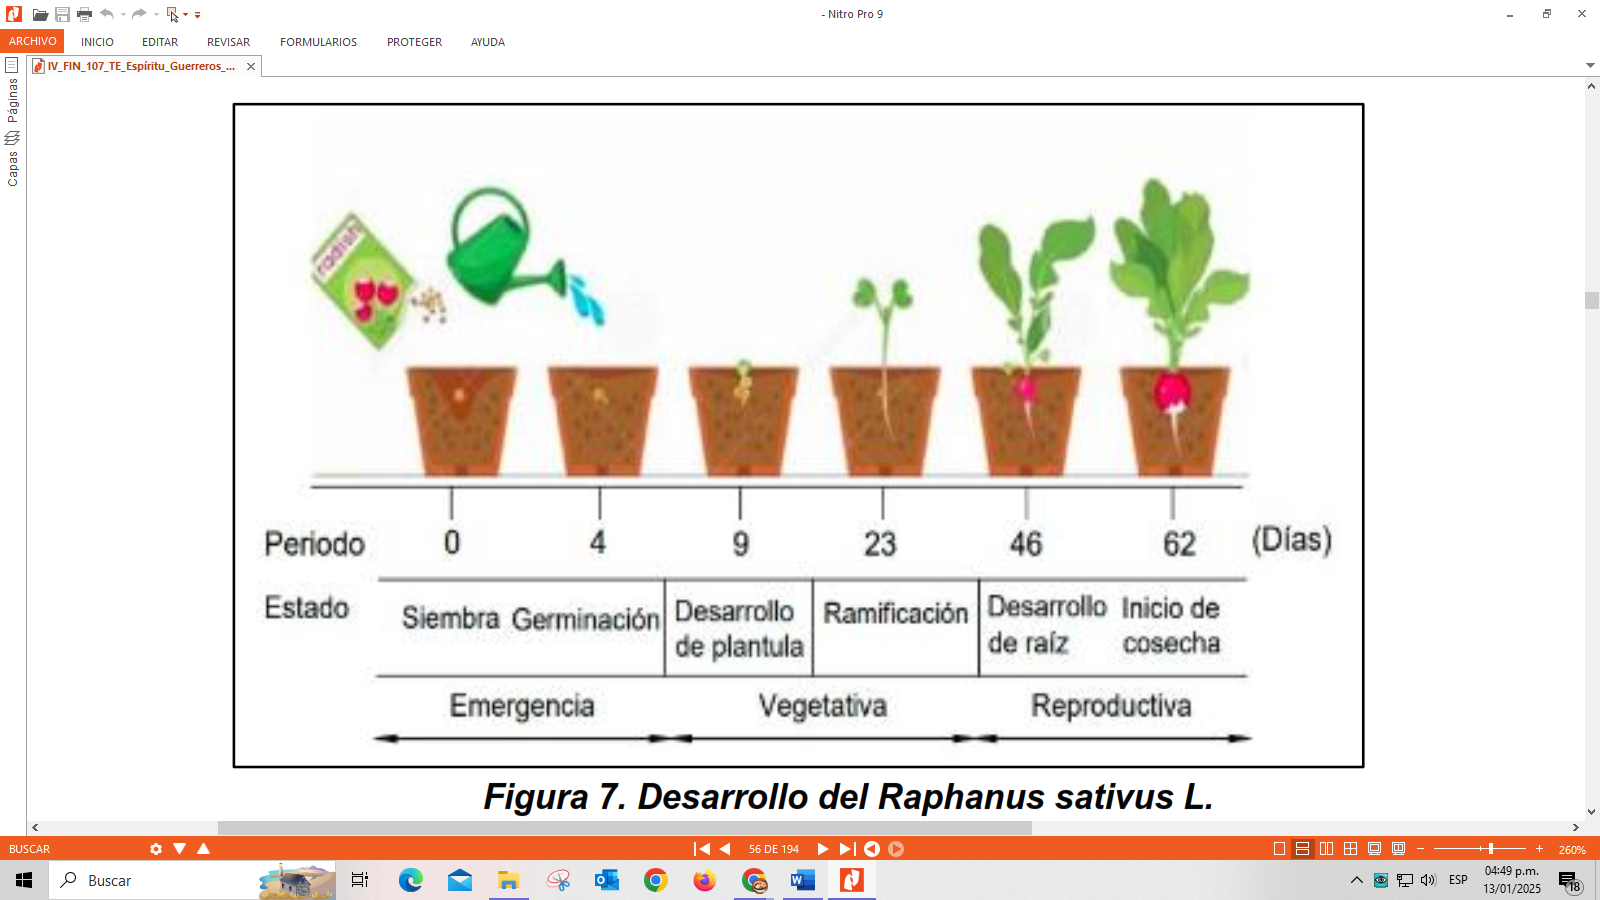 - Nitro Pro 9
ARCHIVO INICIO EDITAR REVISAR FORMULARIOS PROTEGER AYUDA
IV_FIN_107_TE_Espíritu_Guerreros_...
Páginas
Capas
radish
Periodo 0 4 9 23 46 62 (Días)
Estado Siembra Germinación Desarrollo Ramificación Desarrollo Inicio de
de plantula de raíz cosecha
Emergencia Vegetativa Reproductiva
Figura 7. Desarrollo del Raphanus sativus L.
BUSCAR 56 DE 194 260%
Buscar ESP 04:49 p.m.
13/01/2025 18